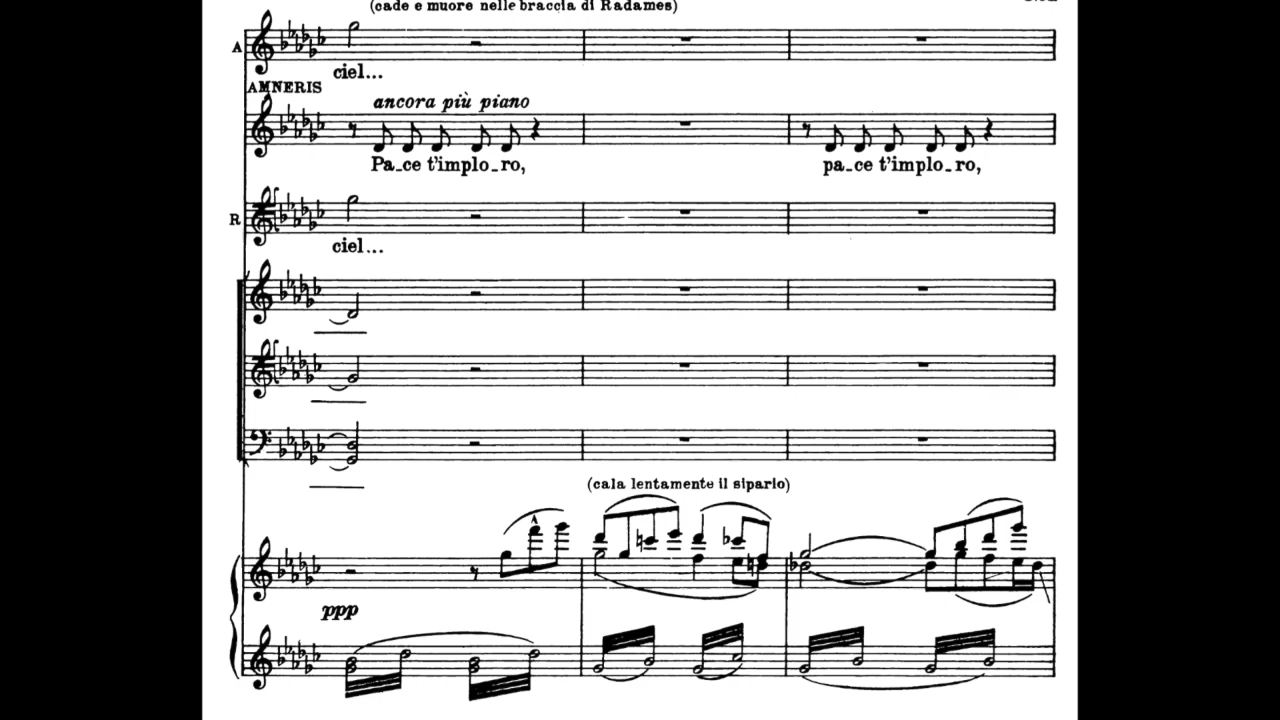 (cade e muore nelle braccia di Radames)
A
ciel...
AMNERIS
ancora più piano
Pa_ce t'implo_ro,
pa_ce t'implo_ro,
R
ciel...
(cala lentamente il sipario)
ppp